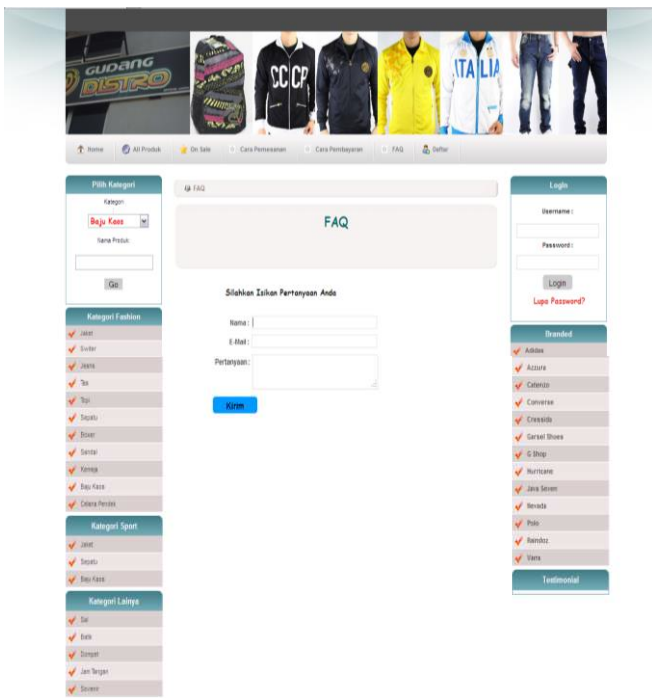 GUDANG
DISTRO
CCCP
ITALIA
Home
All Produk
On Sale
Cara Pemesanan
Cara Pembayaran
FAQ
Daftar
Pilih Kategori
Kategori
Baju Kaos
Nama Produk
Go
Kategori Fashion
Jaket
Switer
Jeans
Tas
Topi
Sepatu
Boxer
Sandal
Kemeja
Baju Kaos
Celana Pendek
Kategori Sport
Jaket
Sepatu
Baju Kaos
Kategori Lainya
Sal
Batik
Dompet
Jam Tangan
Souvenir
FAQ
FAQ
Silahkan Isikan Pertanyaan Anda
Nama :
E-Mail :
Pertanyaan :
Kirim
Login
Username :
Password :
Login
Lupa Password?
Branded
Adidas
Azzura
Catenzo
Converse
Cressida
Garsel Shoes
G Shop
Hurricane
Java Seven
Nevada
Polo
Raindoz
Vans
Testimonial